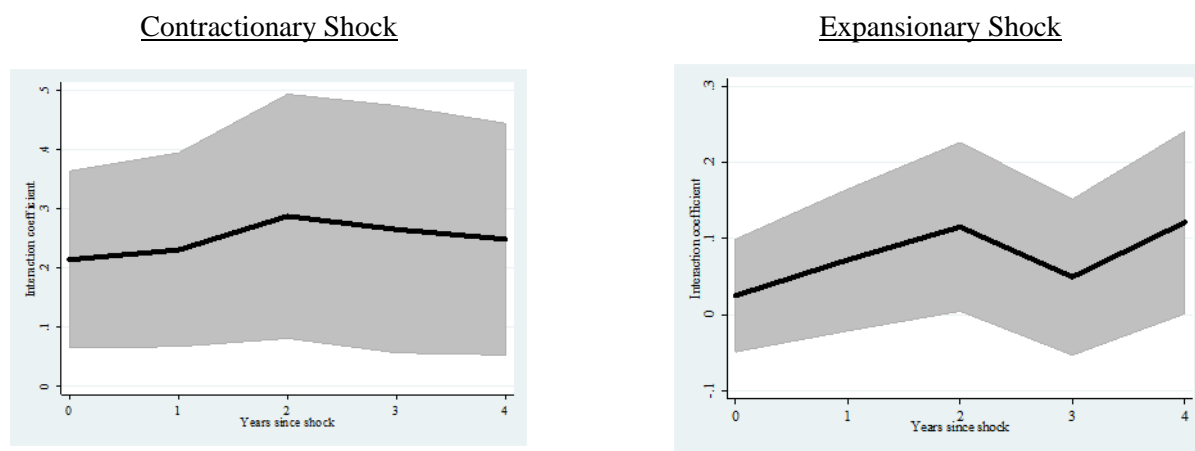 Contractionary Shock
Expansionary Shock
.5
.4
.3
.2
.1
0
Interaction coefficient
0 1 2 3 4
Years since shock
.3
.2
.1
0
-.1
Interaction coefficient
0 1 2 3 4
Years since shock